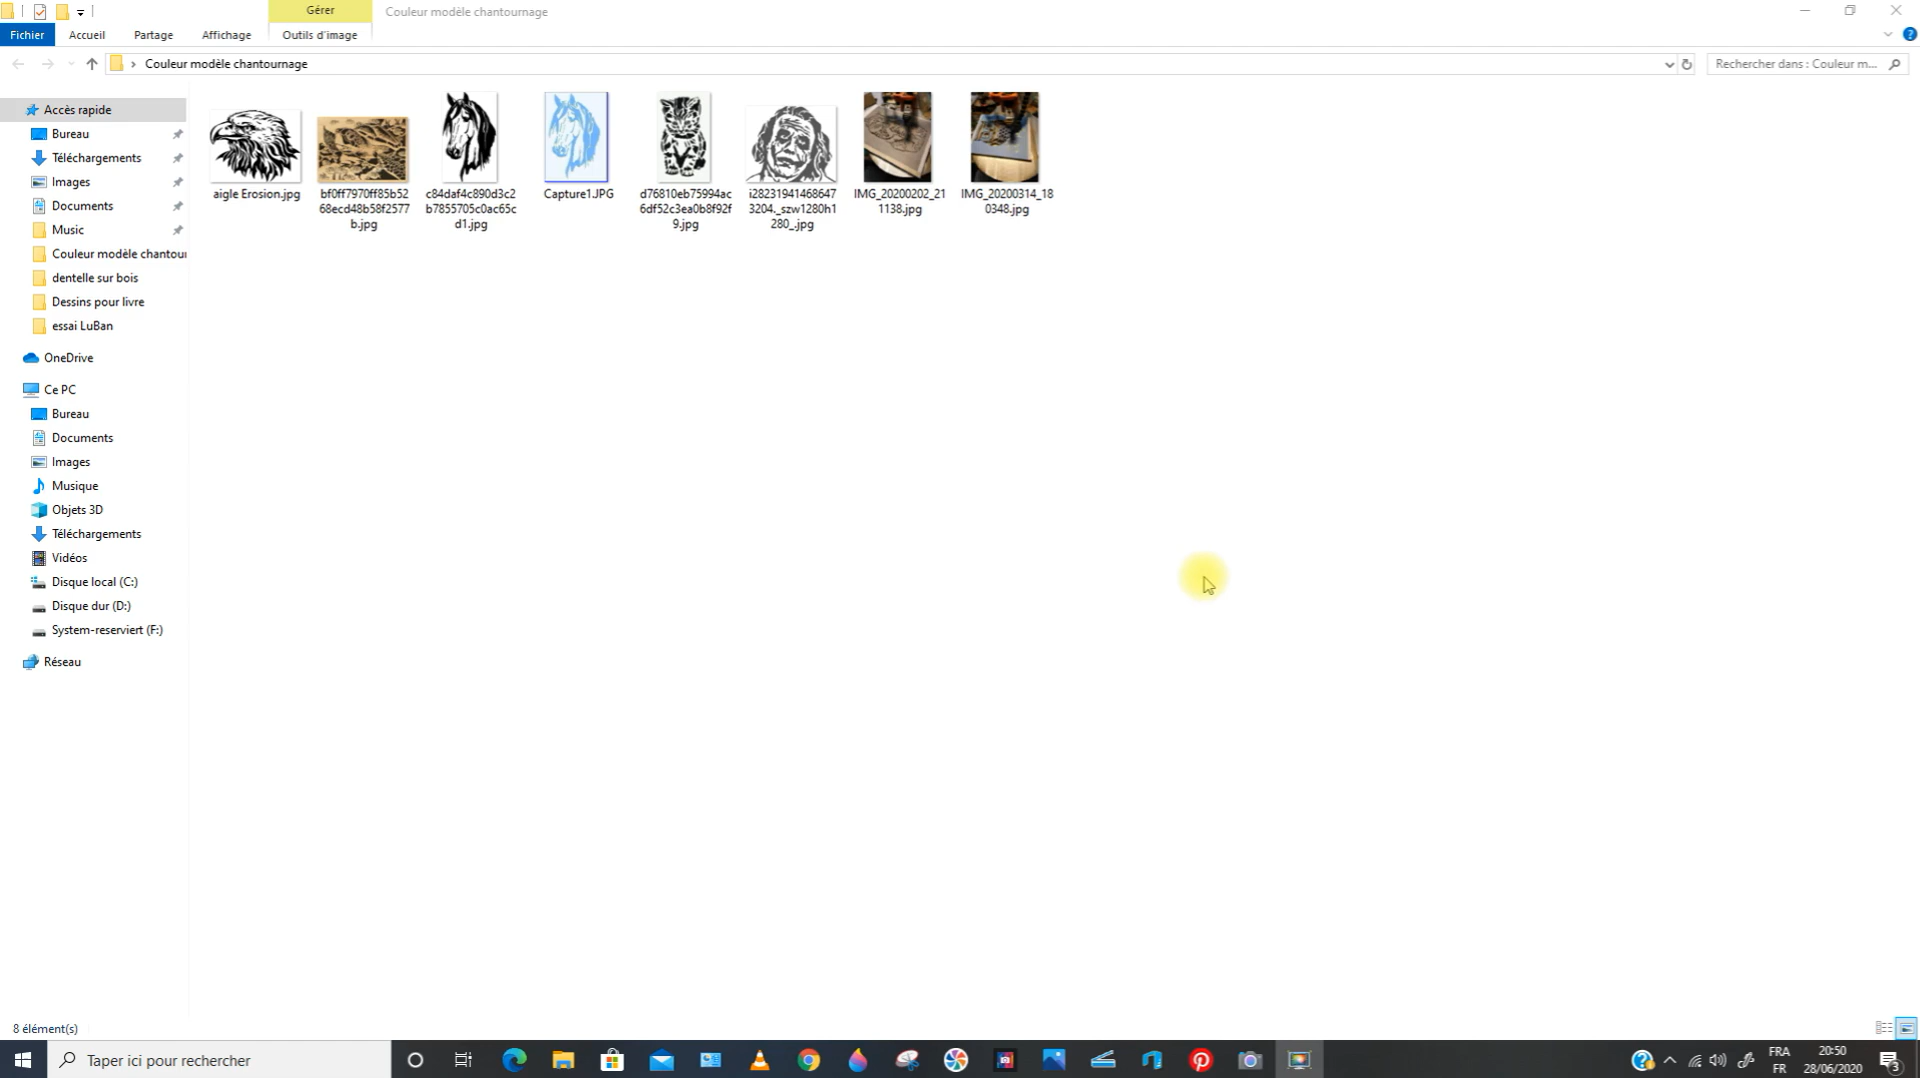 Gérer
Couleur modèle chantournage
Fichier
Accueil
Partage
Affichage
Outils d'image
Couleur modèle chantournage
Rechercher dans : Couleur m...
Accès rapide
Bureau
Téléchargements
Images
Documents
Music
Couleur modèle chantour
dentelle sur bois
Dessins pour livre
essai LuBan
OneDrive
Ce PC
Bureau
Documents
Images
Musique
Objets 3D
Téléchargements
Vidéos
Disque local (C:)
Disque dur (D:)
System-reserviert (F:)
Réseau
aigle Erosion.jpg
bf0ff7970ff85b52
68ecd48b58f2577
b.jpg
c84daf4c890d3c2
b7855705c0ac65c
d1.jpg
Capture1.JPG
d76810eb75994ac
6df52c3ea0b8f92f
9.jpg
i28231941468647
3204._szw1280h1
280_.jpg
IMG_20200202_21
1138.jpg
IMG_20200314_18
0348.jpg
8 élément(s)
Taper ici pour rechercher
FRA
FR
20:50
28/06/2020
3